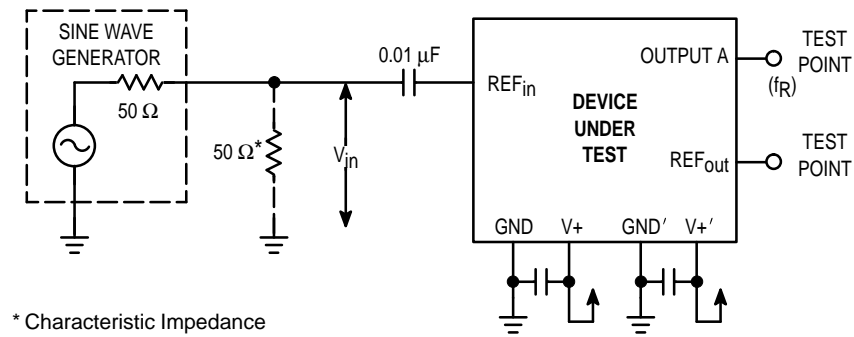 SINE WAVE
GENERATOR
50 Ω
50 Ω*
Vin
0.01 µF
REFin
DEVICE
UNDER
TEST
OUTPUT A
(fR)
TEST
POINT
REFout
TEST
POINT
GND
V+
GND′
V+′
* Characteristic Impedance